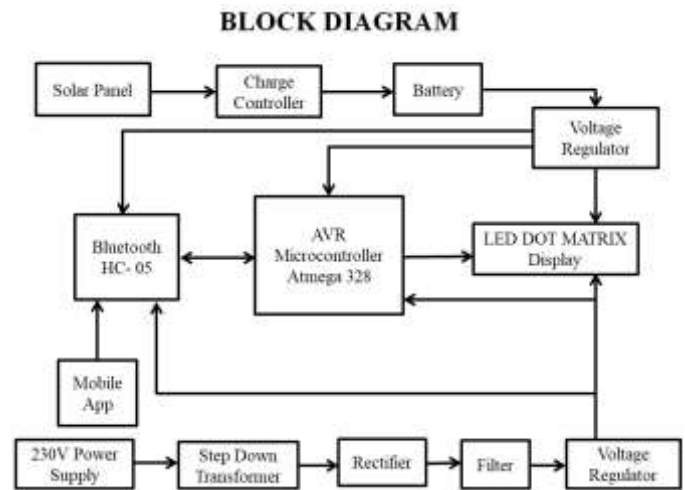 BLOCK DIAGRAM
Solar Panel
Charge
Controller
Battery
Voltage
Regulator
Bluetooth
HC- 05
AVR
Microcontroller
Atmega 328
LED DOT MATRIX
Display
Mobile
App
230V Power
Supply
Step Down
Transformer
Rectifier
Filter
Voltage
Regulator